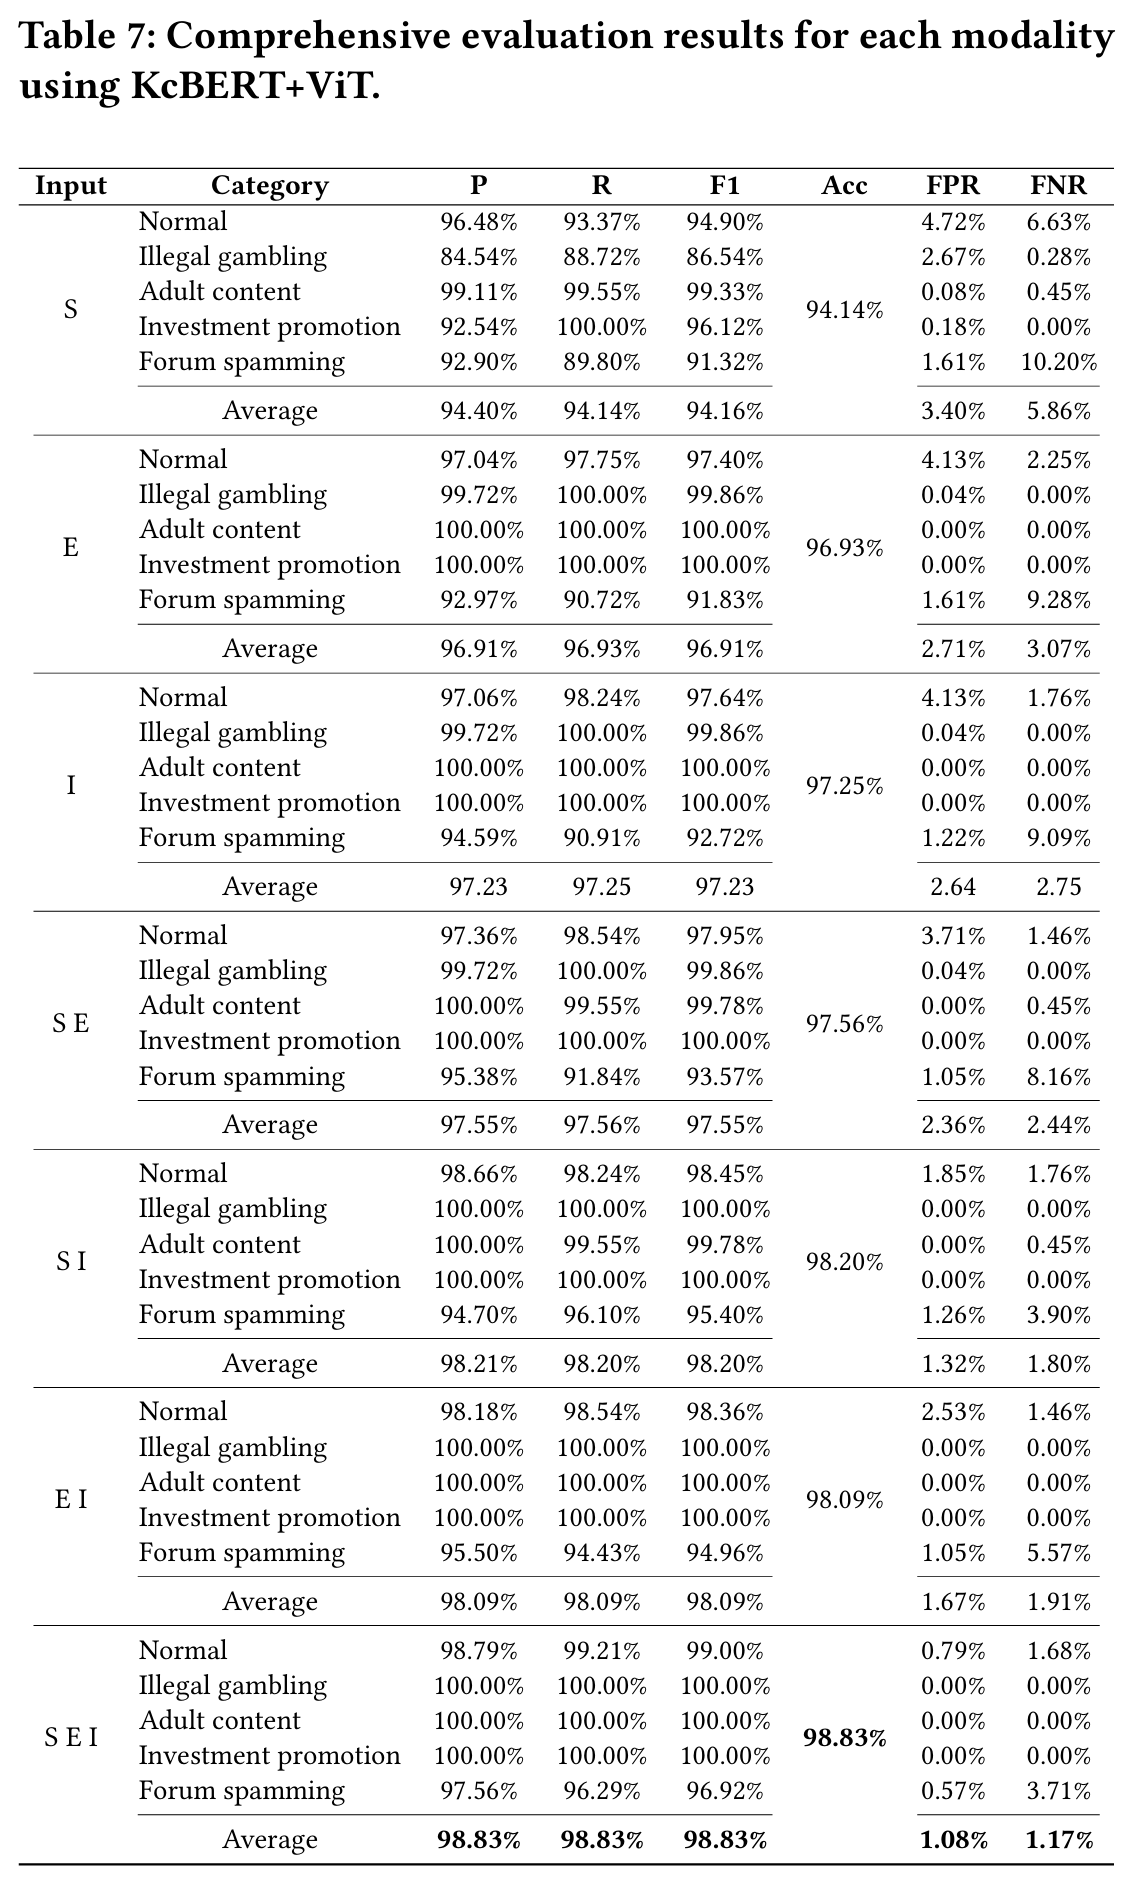 Table 7: Comprehensive evaluation results for each modality
using KcBERT+ViT.
Input Category P R F1 Acc FPR FNR
Normal 96.48% 93.37% 94.90% 4.72% 6.63%
Illegal gambling 84.54% 88.72% 86.54% 2.67% 0.28%
Adult content 99.11% 99.55% 99.33% 0.08% 0.45%
S 94.14%
Investment promotion 92.54% 100.00% 96.12% 0.18% 0.00%
Forum spamming 92.90% 89.80% 91.32% 1.61% 10.20%
Average 94.40% 94.14% 94.16% 3.40% 5.86%
Normal 97.04% 97.75% 97.40% 4.13% 2.25%
Illegal gambling 99.72% 100.00% 99.86% 0.04% 0.00%
Adult content 100.00% 100.00% 100.00% 0.00% 0.00%
E 96.93%
Investment promotion 100.00% 100.00% 100.00% 0.00% 0.00%
Forum spamming 92.97% 90.72% 91.83% 1.61% 9.28%
Average 96.91% 96.93% 96.91% 2.71% 3.07%
Normal 97.06% 98.24% 97.64% 4.13% 1.76%
Illegal gambling 99.72% 100.00% 99.86% 0.04% 0.00%
Adult content 100.00% 100.00% 100.00% 0.00% 0.00%
I 97.25%
Investment promotion 100.00% 100.00% 100.00% 0.00% 0.00%
Forum spamming 94.59% 90.91% 92.72% 1.22% 9.09%
Average 97.23 97.25 97.23 2.64 2.75
Normal 97.36% 98.54% 97.95% 3.71% 1.46%
Illegal gambling 99.72% 100.00% 99.86% 0.04% 0.00%
Adult content 100.00% 99.55% 99.78% 0.00% 0.45%
S E 97.56%
Investment promotion 100.00% 100.00% 100.00% 0.00% 0.00%
Forum spamming 95.38% 91.84% 93.57% 1.05% 8.16%
Average 97.55% 97.56% 97.55% 2.36% 2.44%
Normal 98.66% 98.24% 98.45% 1.85% 1.76%
Illegal gambling 100.00% 100.00% 100.00% 0.00% 0.00%
Adult content 100.00% 99.55% 99.78% 0.00% 0.45%
S I 98.20%
Investment promotion 100.00% 100.00% 100.00% 0.00% 0.00%
Forum spamming 94.70% 96.10% 95.40% 1.26% 3.90%
Average 98.21% 98.20% 98.20% 1.32% 1.80%
Normal 98.18% 98.54% 98.36% 2.53% 1.46%
Illegal gambling 100.00% 100.00% 100.00% 0.00% 0.00%
Adult content 100.00% 100.00% 100.00% 0.00% 0.00%
E I 98.09%
Investment promotion 100.00% 100.00% 100.00% 0.00% 0.00%
Forum spamming 95.50% 94.43% 94.96% 1.05% 5.57%
Average 98.09% 98.09% 98.09% 1.67% 1.91%
Normal 98.79% 99.21% 99.00% 0.79% 1.68%
Illegal gambling 100.00% 100.00% 100.00% 0.00% 0.00%
Adult content 100.00% 100.00% 100.00% 0.00% 0.00%
S E I 98.83%
Investment promotion 100.00% 100.00% 100.00% 0.00% 0.00%
Forum spamming 97.56% 96.29% 96.92% 0.57% 3.71%
Average 98.83% 98.83% 98.83% 1.08% 1.17%